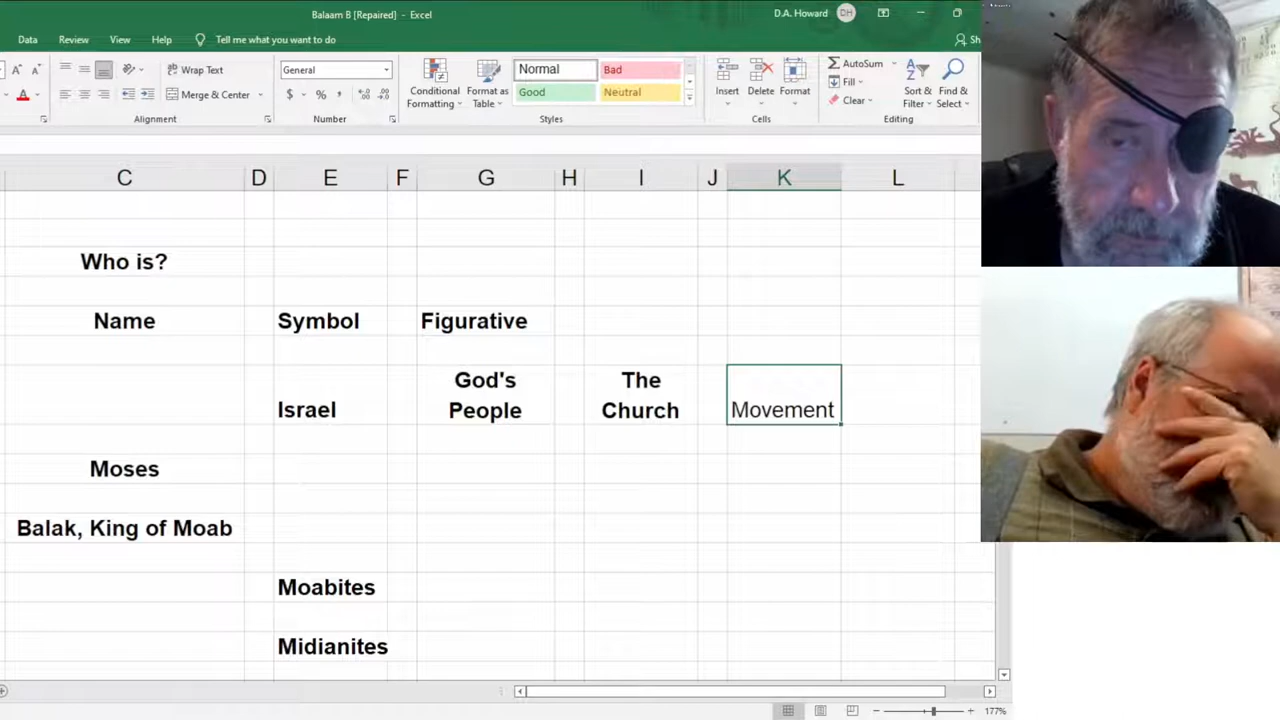 Balaam B [Repaired] – Excel
D.A. Howard
DH
Data Review View Help Tell me what you want to do
Sh
Wrap Text
General
AutoSum
Normal
Bad
Fill
Merge & Center
Conditional Formatting
Format as Table
Good
Neutral
Insert
Delete
Format
Clear
Sort & Filter
Find & Select
Alignment
Number
Styles
Cells
Editing
C D E F G H I J K L
Who is?
Name Symbol Figurative
God's The
Israel People Church Movement
Moses
Balak, King of Moab
Moabites
Midianites
177%